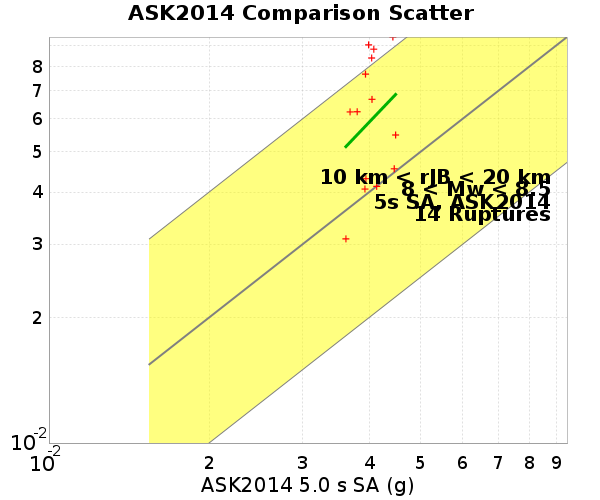 ASK2014 Comparison Scatter
8
7
6
5
4
3
2
10-2
10 km < rJB < 20 km
8 < Mw < 8.5
5s SA, ASK2014
14 Ruptures
10-2 2 3 4 5 6 7 8 9
ASK2014 5.0 s SA (g)